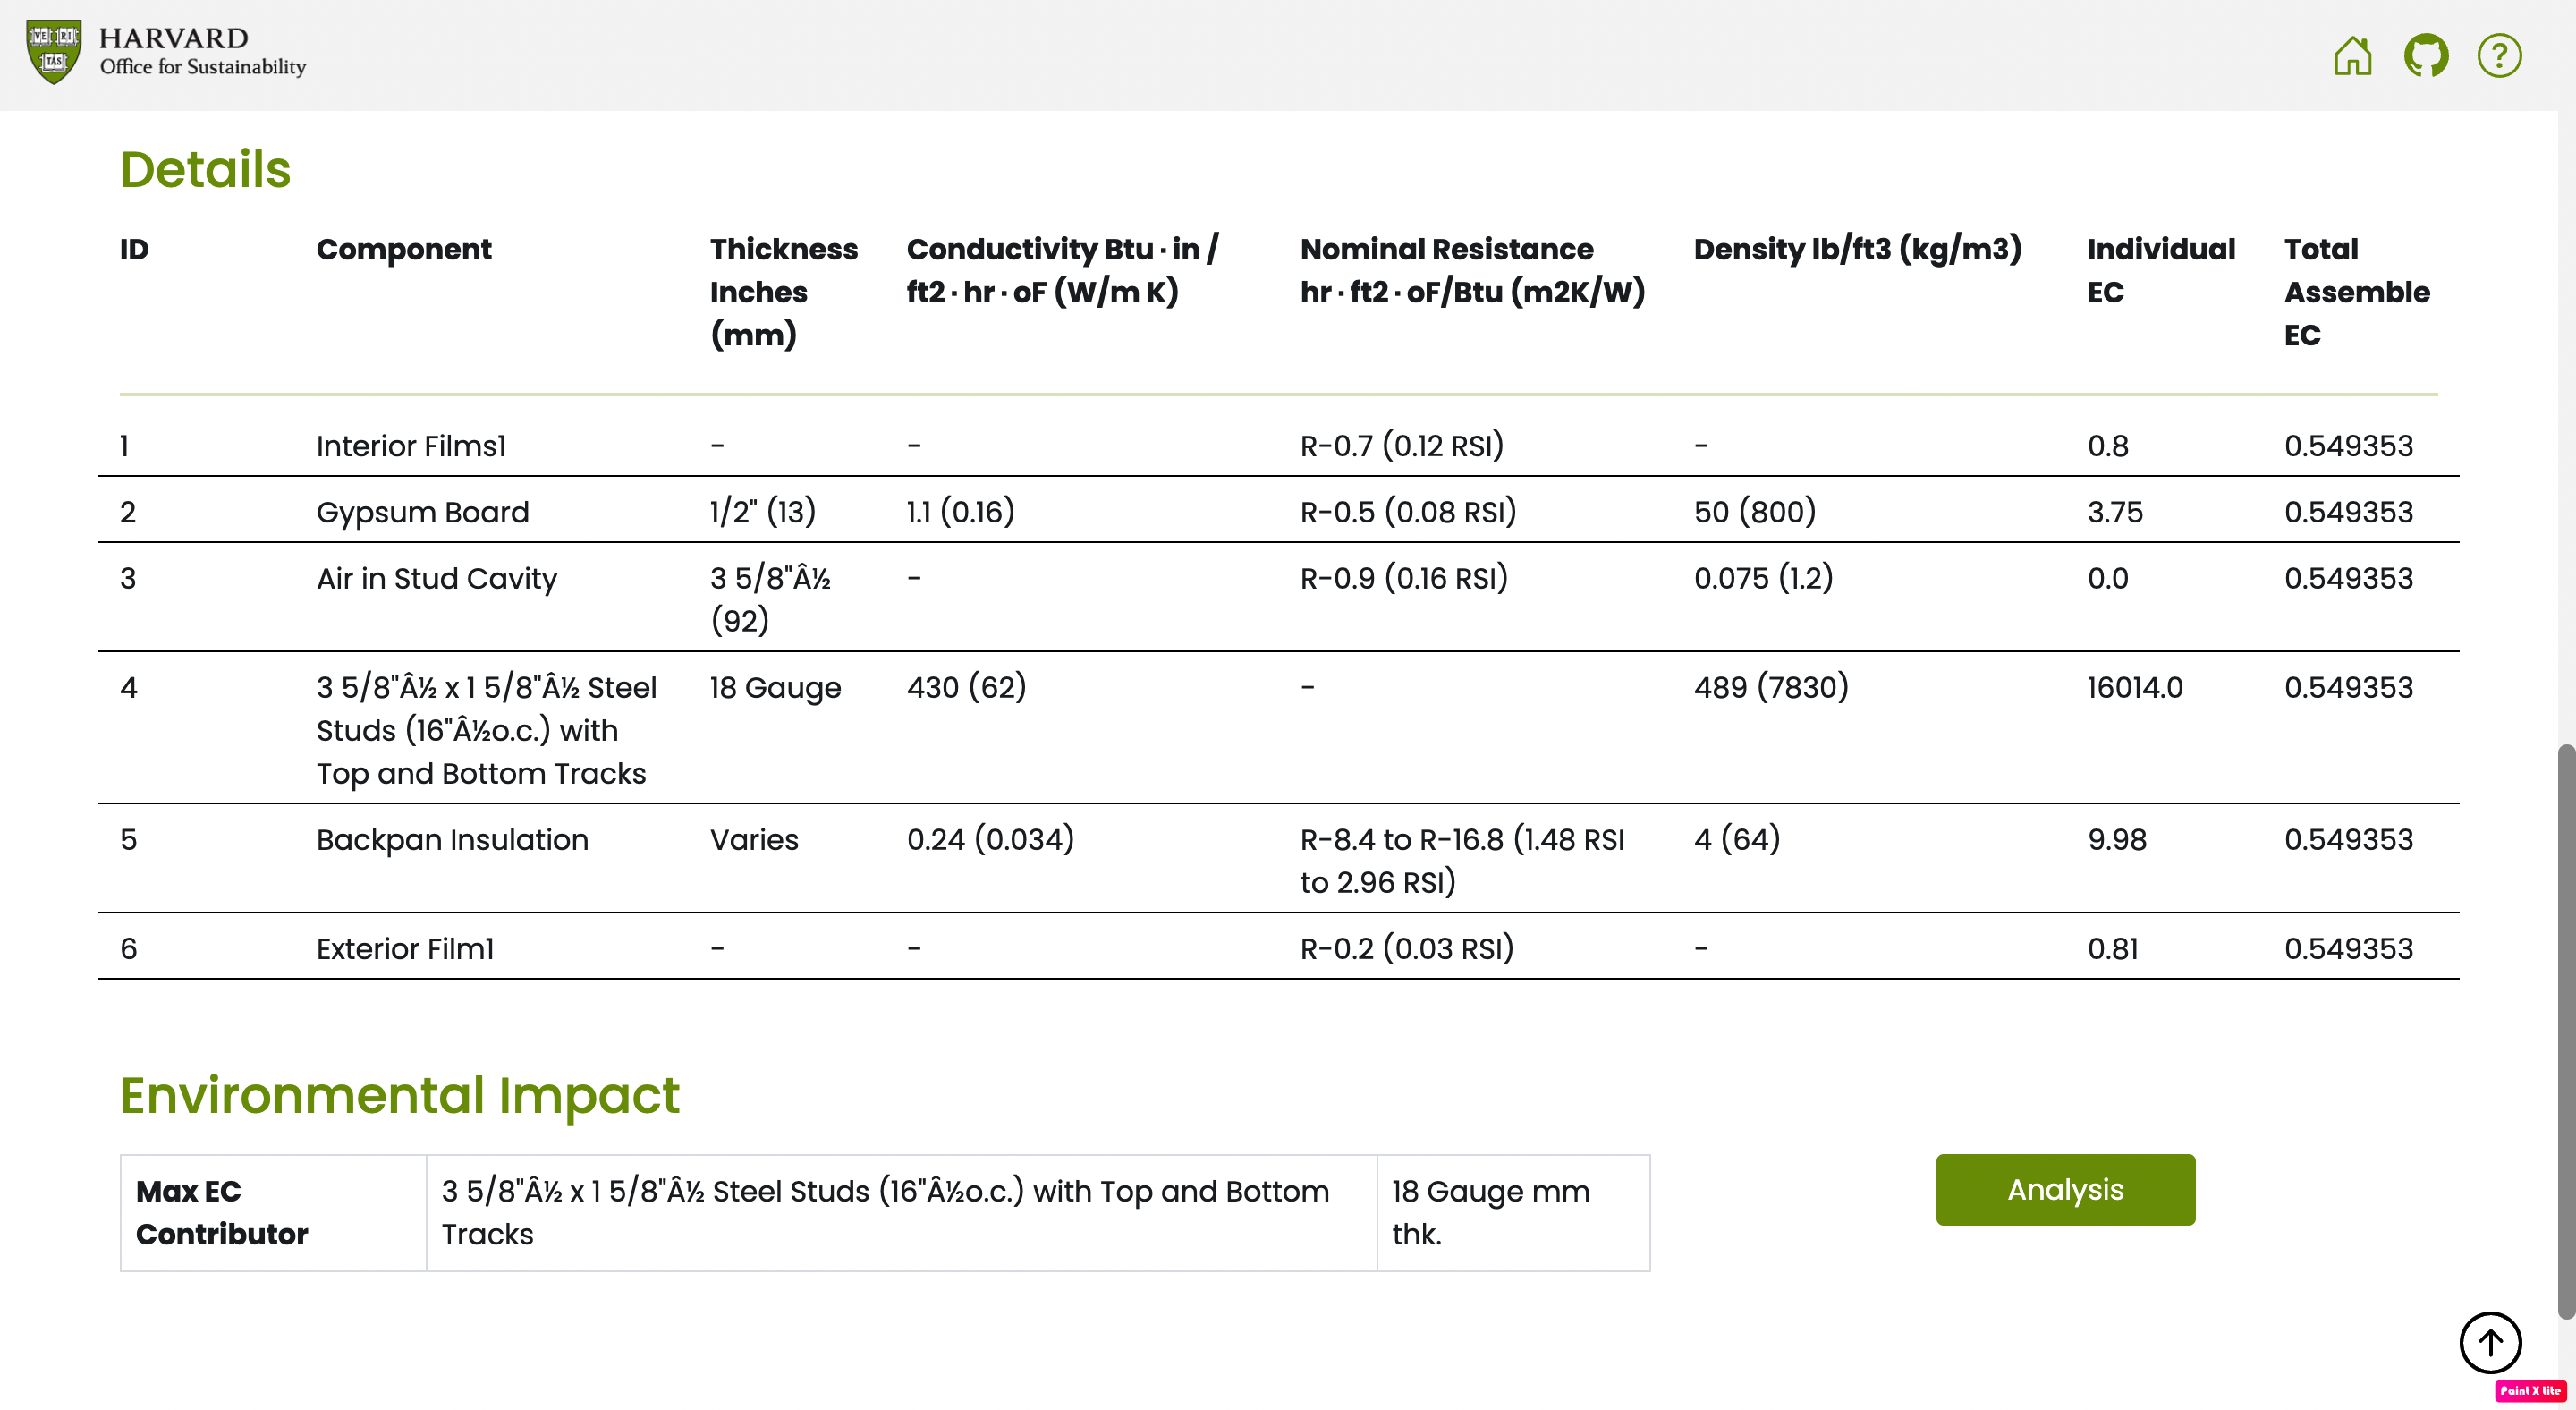 VE RI
TAS
HARVARD
Office for Sustainability
?
Details
ID Component Thickness Inches (mm) Conductivity Btu · in / ft2 · hr · oF (W/m K) Nominal Resistance hr · ft2 · oF/Btu (m2K/W) Density lb/ft3 (kg/m3) Individual EC Total Assemble EC
1 Interior Films1 - - R-0.7 (0.12 RSI) - 0.8 0.549353
2 Gypsum Board 1/2" (13) 1.1 (0.16) R-0.5 (0.08 RSI) 50 (800) 3.75 0.549353
3 Air in Stud Cavity 3 5/8"Â½ (92) - R-0.9 (0.16 RSI) 0.075 (1.2) 0.0 0.549353
4 3 5/8"Â½ x 1 5/8"Â½ Steel Studs (16"Â½o.c.) with Top and Bottom Tracks 18 Gauge 430 (62) - 489 (7830) 16014.0 0.549353
5 Backpan Insulation Varies 0.24 (0.034) R-8.4 to R-16.8 (1.48 RSI to 2.96 RSI) 4 (64) 9.98 0.549353
6 Exterior Film1 - - R-0.2 (0.03 RSI) - 0.81 0.549353
Environmental Impact
Max EC Contributor 3 5/8"Â½ x 1 5/8"Â½ Steel Studs (16"Â½o.c.) with Top and Bottom Tracks 18 Gauge mm thk.
Analysis
Paint X Lite